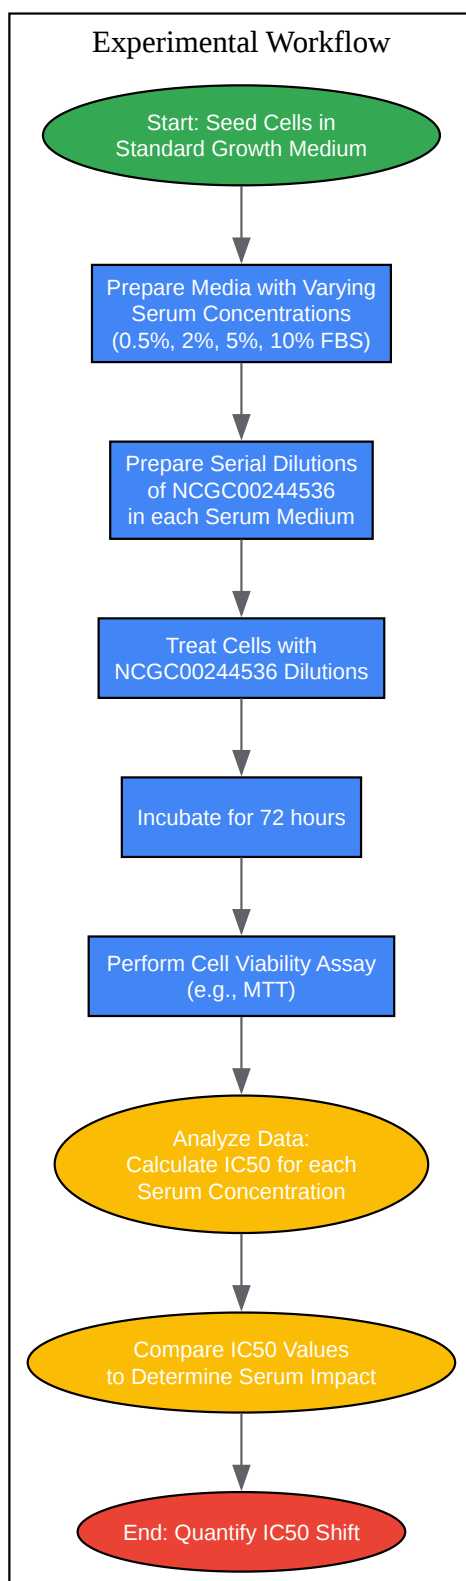 Experimental Workflow
Start: Seed Cells in
Standard Growth Medium
Prepare Media with Varying
Serum Concentrations
(0.5%, 2%, 5%, 10% FBS)
Prepare Serial Dilutions
of NCGC00244536
in each Serum Medium
Treat Cells with
NCGC00244536 Dilutions
Incubate for 72 hours
Perform Cell Viability Assay
(e.g., MTT)
Analyze Data:
Calculate IC50 for each
Serum Concentration
Compare IC50 Values
to Determine Serum Impact
End: Quantify IC50 Shift